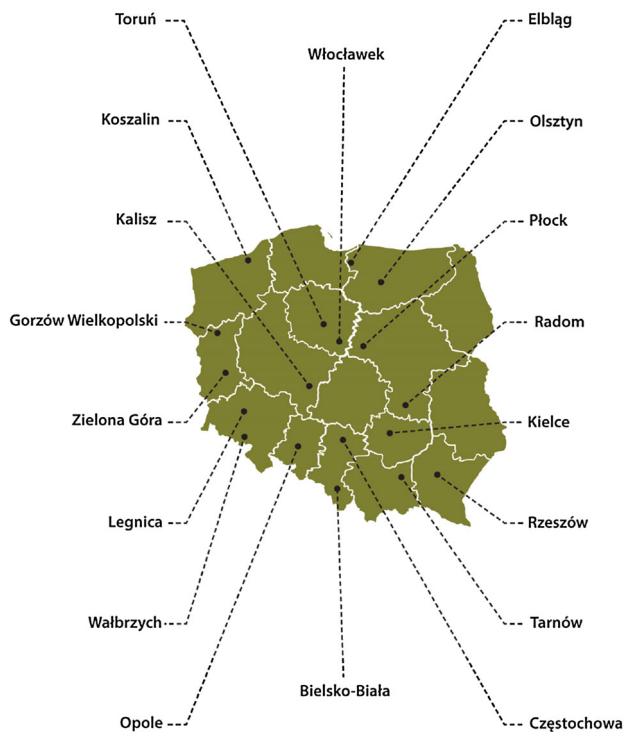 Toruń
Elbląg
Włocławek
Koszalin
Olsztyn
Kalisz
Płock
Gorzów Wielkopolski
Radom
Zielona Góra
Kielce
Legnica
Rzeszów
Wałbrzych
Tarnów
Bielsko-Biała
Opole
Częstochowa